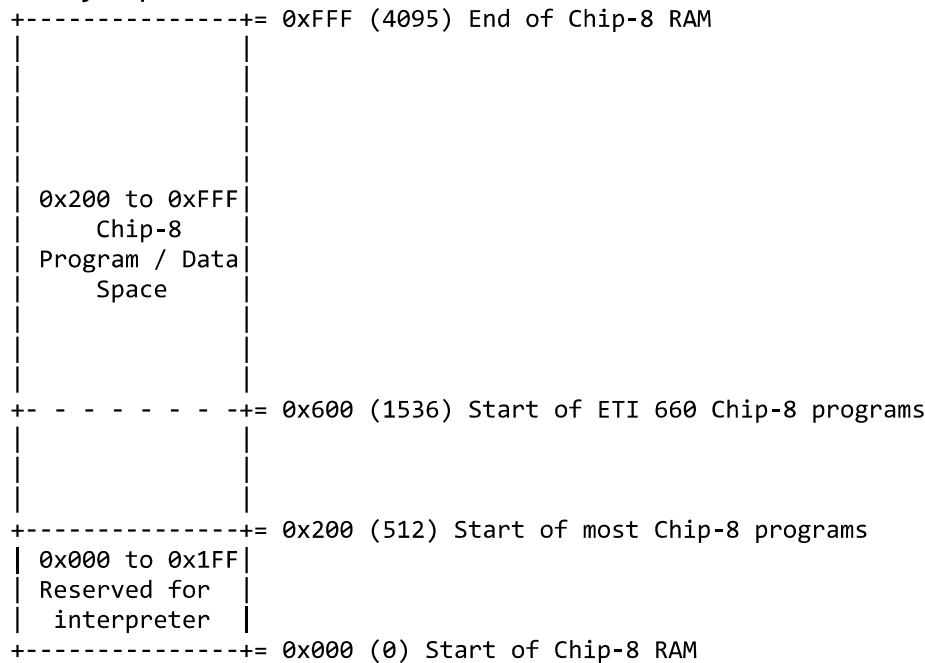 +---------------+= 0xFFF (4095) End of Chip-8 RAM
|               |
|               |
|               |
|               |
|               |
| 0x200 to 0xFFF|
|     Chip-8    |
| Program / Data|
|     Space     |
|               |
|               |
|               |
+- - - - - - - -+= 0x600 (1536) Start of ETI 660 Chip-8 programs
|               |
|               |
|               |
+---------------+= 0x200 (512) Start of most Chip-8 programs
| 0x000 to 0x1FF|
| Reserved for  |
|  interpreter  |
+---------------+= 0x000 (0) Start of Chip-8 RAM